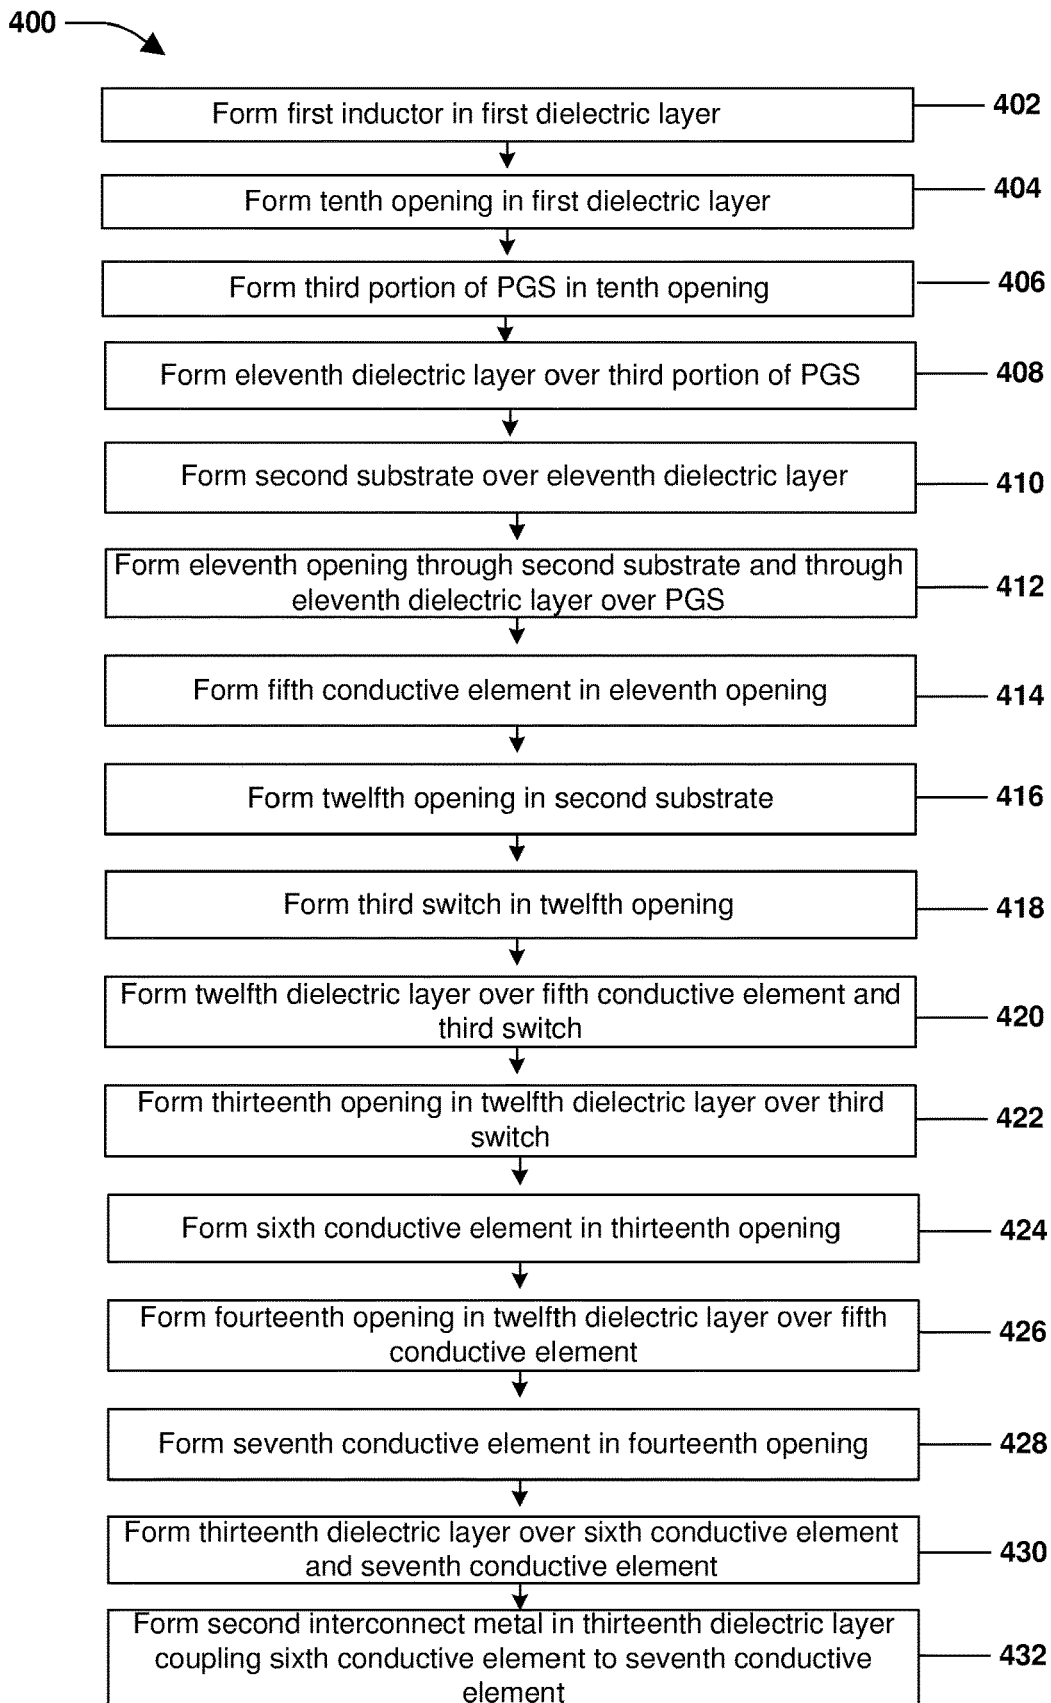 400
Form first inductor in first dielectric layer
402
Form tenth opening in first dielectric layer
404
Form third portion of PGS in tenth opening
406
Form eleventh dielectric layer over third portion of PGS
408
Form second substrate over eleventh dielectric layer
410
Form eleventh opening through second substrate and through
eleventh dielectric layer over PGS
412
Form fifth conductive element in eleventh opening
414
Form twelfth opening in second substrate
416
Form third switch in twelfth opening
418
Form twelfth dielectric layer over fifth conductive element and
third switch
420
Form thirteenth opening in twelfth dielectric layer over third
switch
422
Form sixth conductive element in thirteenth opening
424
Form fourteenth opening in twelfth dielectric layer over fifth
conductive element
426
Form seventh conductive element in fourteenth opening
428
Form thirteenth dielectric layer over sixth conductive element
and seventh conductive element
430
Form second interconnect metal in thirteenth dielectric layer
coupling sixth conductive element to seventh conductive
element
432